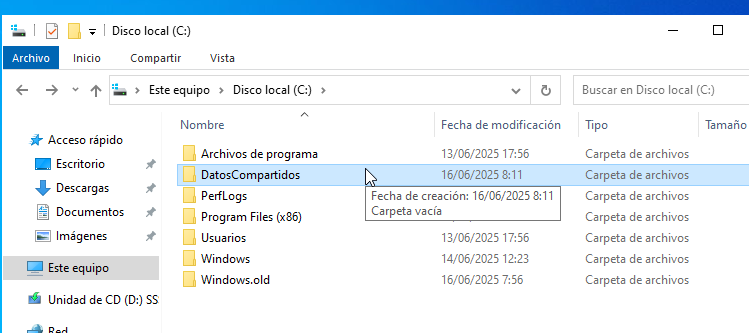 Disco local (C:)
Archivo Inicio Compartir Vista
Este equipo Disco local (C:) Buscar en Disco local (C:)
Nombre Fecha de modificación Tipo Tamaño
Acceso rápido
Escritorio
Descargas
Documentos
Imágenes
Este equipo
Unidad de CD (D:) SS
Red
Archivos de programa 13/06/2025 17:56 Carpeta de archivos
DatosCompartidos 16/06/2025 8:11 Carpeta de archivos
PerfLogs Carpeta de archivos
Program Files (x86) Carpeta de archivos
Usuarios 13/06/2025 17:56 Carpeta de archivos
Windows 14/06/2025 12:23 Carpeta de archivos
Windows.old 16/06/2025 7:56 Carpeta de archivos
Fecha de creación: 16/06/2025 8:11
Carpeta vacía